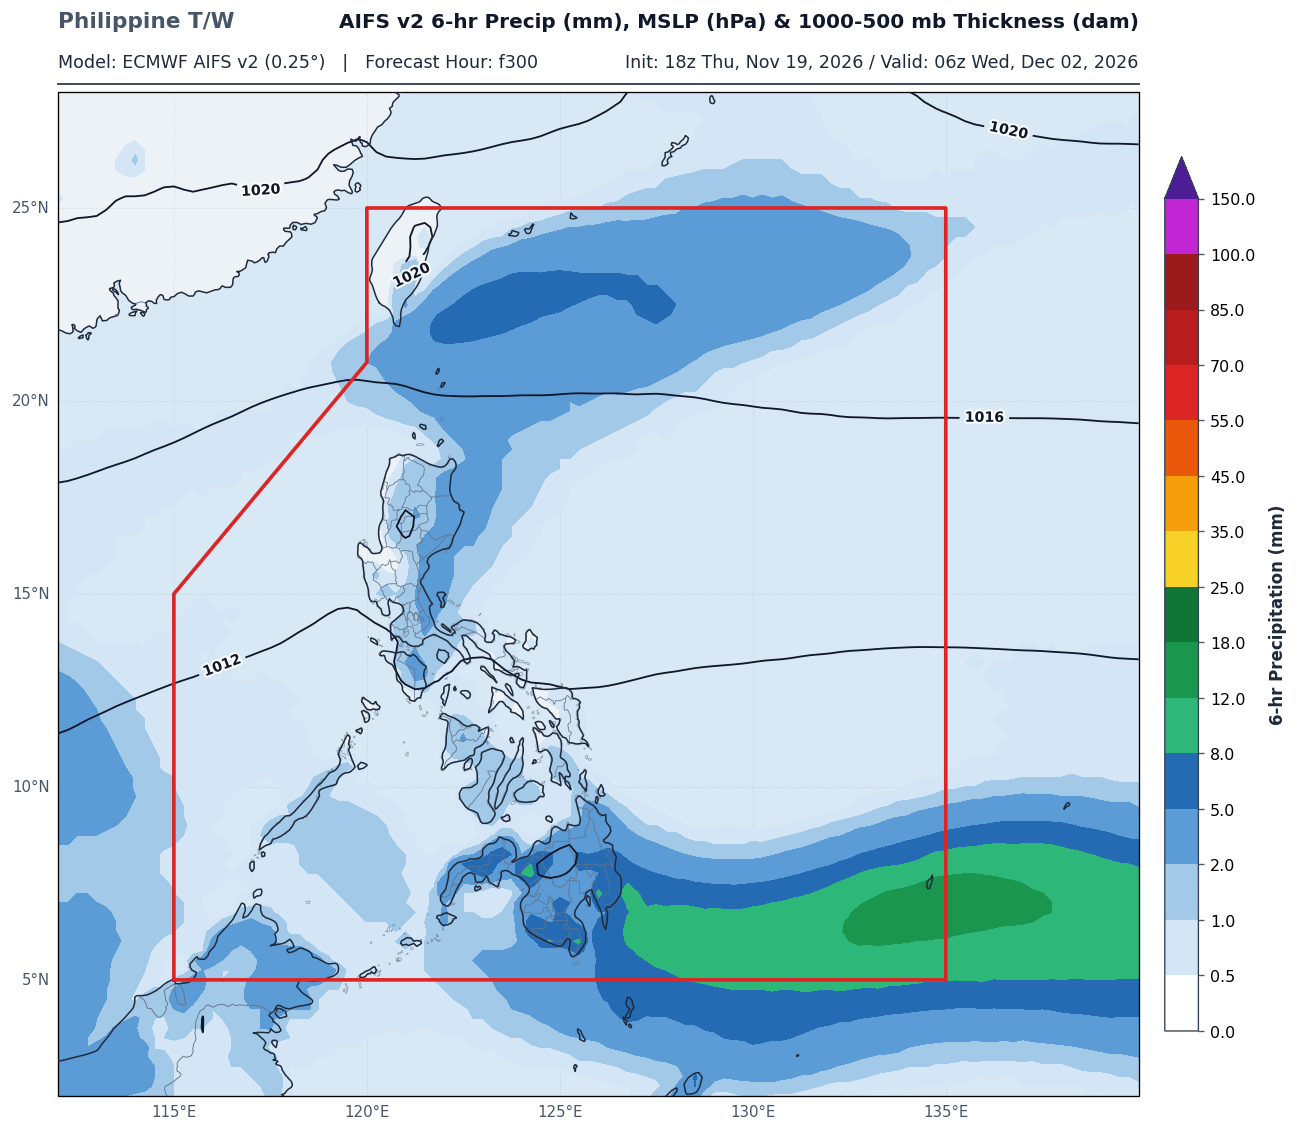 Philippine T/W
AIFS v2 6-hr Precip (mm), MSLP (hPa) & 1000-500 mb Thickness (dam)
Model: ECMWF AIFS v2 (0.25°) | Forecast Hour: f300
Init: 18z Thu, Nov 19, 2026 / Valid: 06z Wed, Dec 02, 2026
1020
1020
1020
1016
1012
25°N
20°N
15°N
10°N
5°N
115°E
120°E
125°E
130°E
135°E
150.0
100.0
85.0
70.0
55.0
45.0
35.0
25.0
18.0
12.0
8.0
5.0
2.0
1.0
0.5
0.0
6-hr Precipitation (mm)